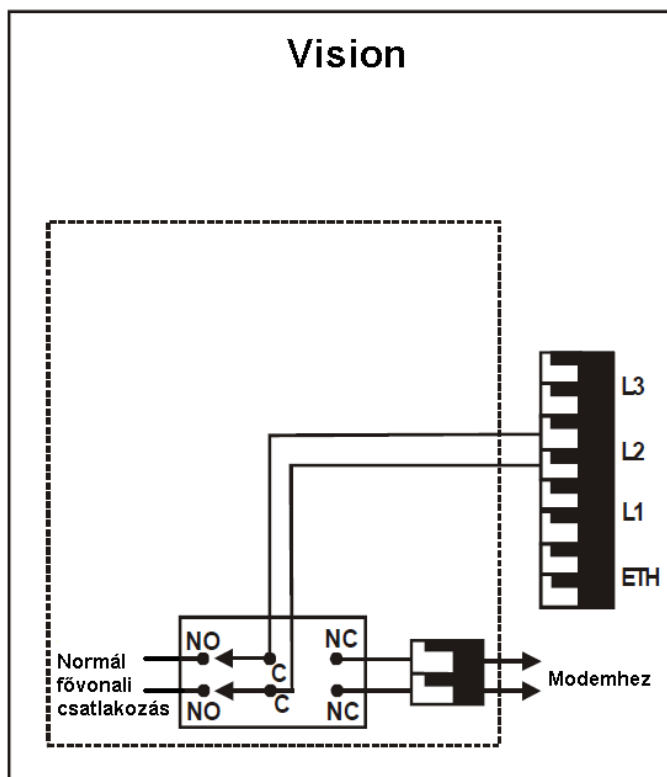 Vision
L3
L2
L1
ETH
NO
NC
Normál
fővonali
csatlakozás
C
C
Modemhez
NO
NC